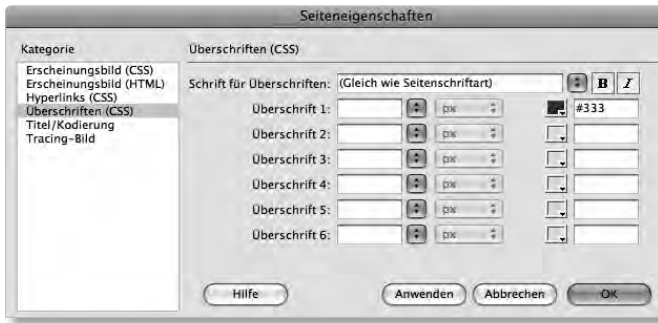 Seiteneigenschaften
Kategorie
Erscheinungsbild (CSS)
Erscheinungsbild (HTML)
Hyperlinks (CSS)
Überschriften (CSS)
Titel/Kodierung
Tracing-Bild
Überschriften (CSS)
Schrift für Überschriften: (Gleich wie Seitenschriftart) B I
Überschrift 1: px #333
Überschrift 2: px
Überschrift 3: px
Überschrift 4: px
Überschrift 5: px
Überschrift 6: px
Hilfe Anwenden Abbrechen OK